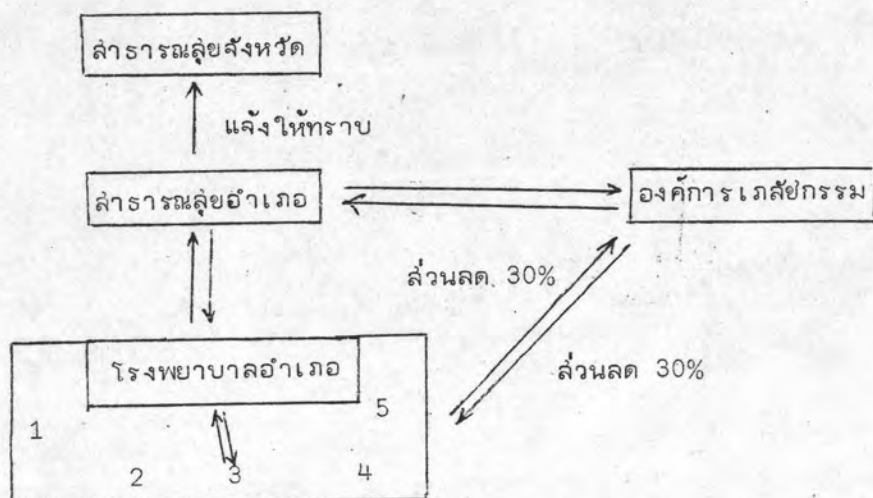 สาธารณสุขจังหวัด
แจ้งให้ทราบ
สาธารณสุขอำเภอ
องค์การเภสัชกรรม
ส่วนลด 30%
โรงพยาบาลอำเภอ
ส่วนลด 30%
5
1
2
3
4